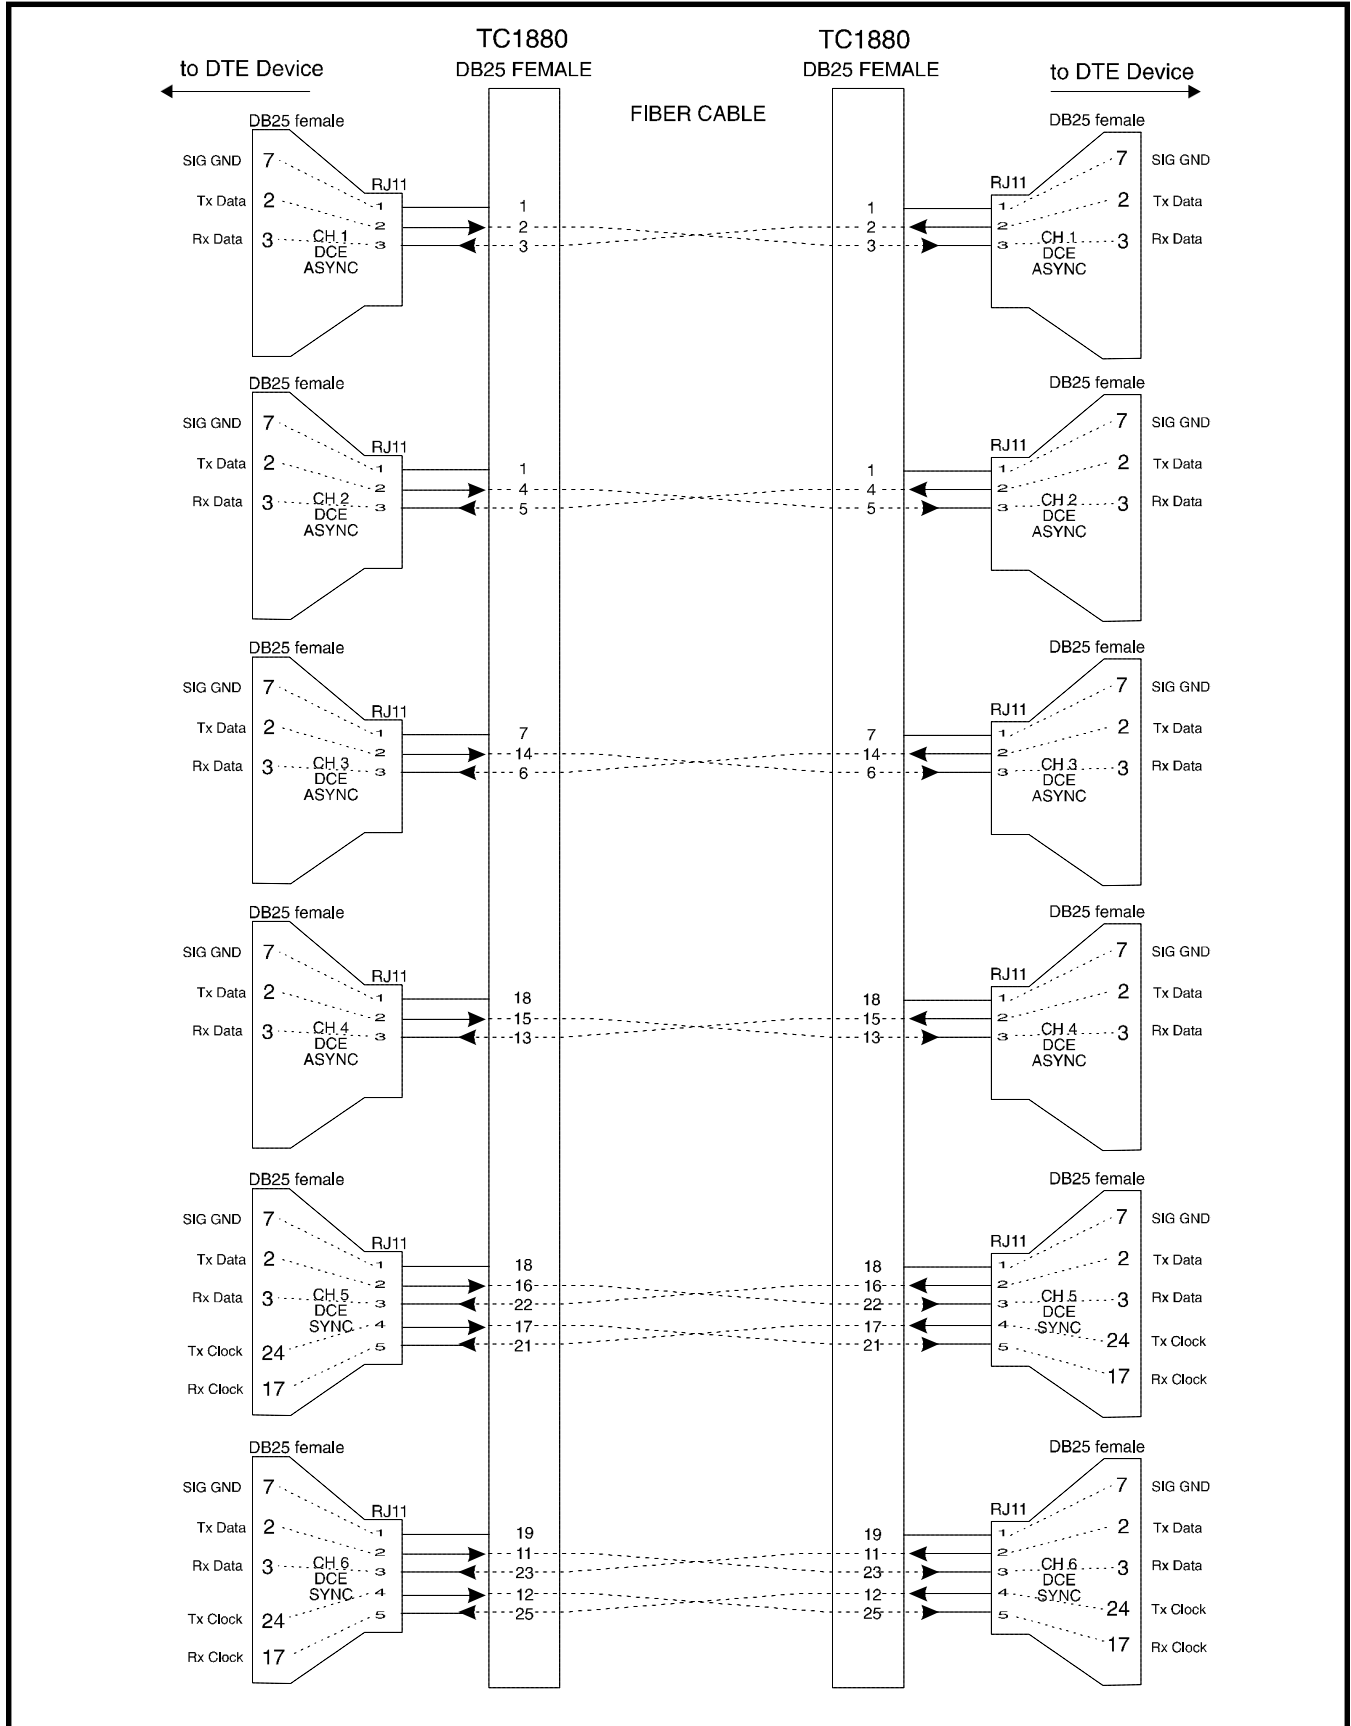 TC1880 TC1880
to DTE Device DB25 FEMALE DB25 FEMALE to DTE Device
FIBER CABLE
DB25 female DB25 female
SIG GND 7 7 SIG GND
RJ11 RJ11
Tx Data 2 1 1 1 1 2 Tx Data
2 2 2 2
Rx Data 3 CH 1 3 3 3 3 CH 1 3 Rx Data
DCE DCE
ASYNC ASYNC
DB25 female DB25 female
SIG GND 7 7 SIG GND
RJ11 RJ11
Tx Data 2 1 1 1 1 2 Tx Data
2 4 4 2
Rx Data 3 CH 2 3 5 5 3 CH 2 3 Rx Data
DCE DCE
ASYNC ASYNC
DB25 female DB25 female
SIG GND 7 7 SIG GND
RJ11 RJ11
Tx Data 2 1 7 7 1 2 Tx Data
2 14 14 2
Rx Data 3 CH 3 3 6 6 3 CH 3 3 Rx Data
DCE DCE
ASYNC ASYNC
DB25 female DB25 female
SIG GND 7 7 SIG GND
RJ11 RJ11
Tx Data 2 1 18 18 1 2 Tx Data
2 15 15 2
Rx Data 3 CH 4 3 13 13 3 CH 4 3 Rx Data
DCE DCE
ASYNC ASYNC
DB25 female DB25 female
SIG GND 7 7 SIG GND
RJ11 RJ11
Tx Data 2 1 18 18 1 2 Tx Data
2 16 16 2
Rx Data 3 CH 5 3 22 22 3 CH 5 3 Rx Data
DCE DCE
SYNC 4 17 17 4 SYNC
Tx Clock 24 5 21 21 5 24 Tx Clock
Rx Clock 17 17 Rx Clock
DB25 female DB25 female
SIG GND 7 7 SIG GND
RJ11 RJ11
Tx Data 2 1 19 19 1 2 Tx Data
2 11 11 2
Rx Data 3 CH 6 3 23 23 3 CH 6 3 Rx Data
DCE DCE
SYNC 4 12 12 4 SYNC
Tx Clock 24 5 25 25 5 24 Tx Clock
Rx Clock 17 17 Rx Clock